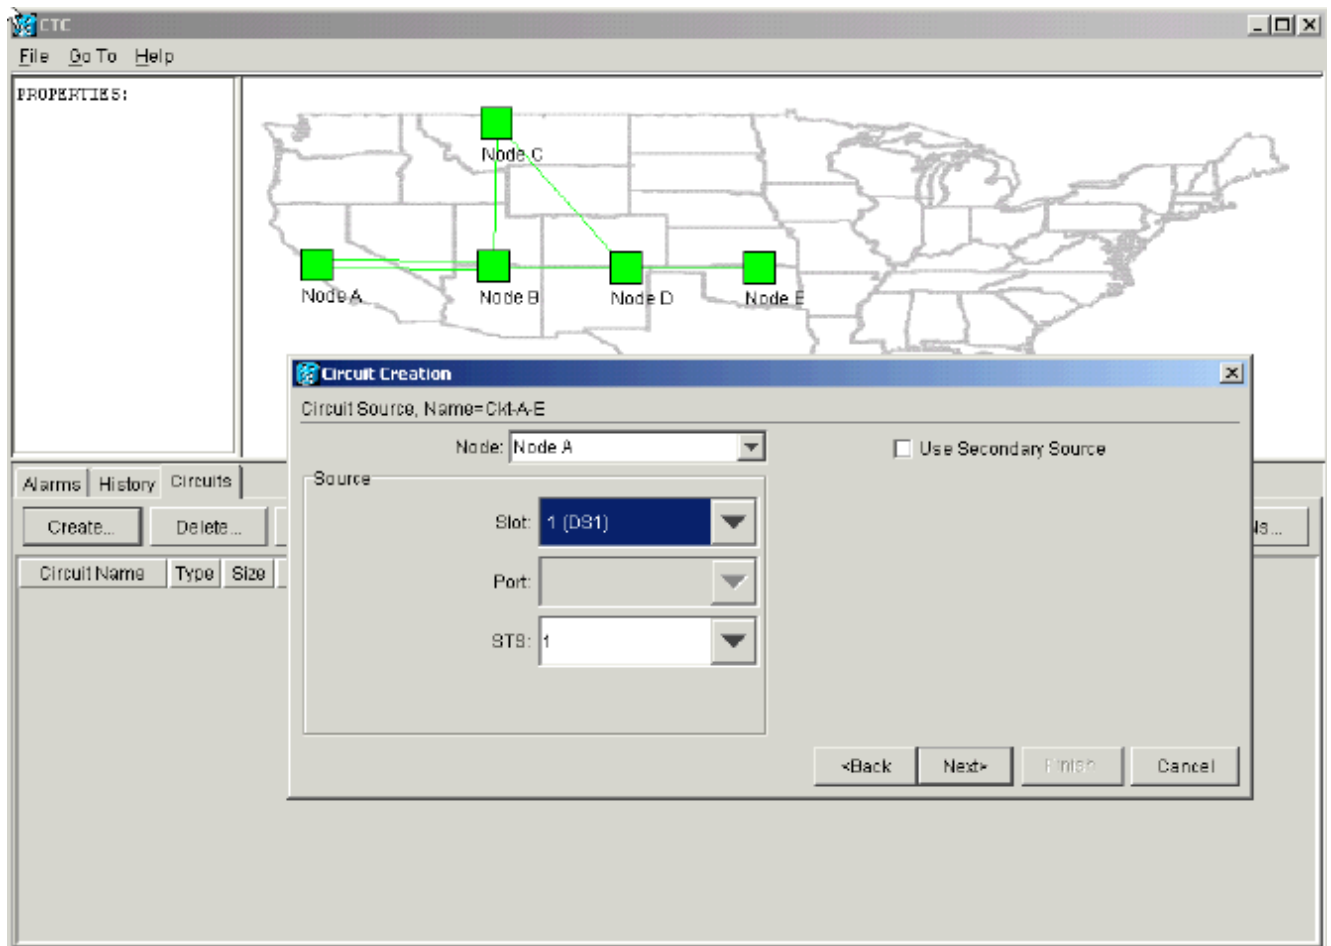 CTC
File Go To Help
PROPERTIES:
Node C
Node A
Node B
Node D
Node E
Circuit Creation
Circuit Source, Name=Ckt-A-E
Node: Node A
Use Secondary Source
Source
Slot: 1 (DS1)
Port:
STS: 1
<Back Next> Finish Cancel
Alarms History Circuits
Create... Delete...
Circuit Name Type Size